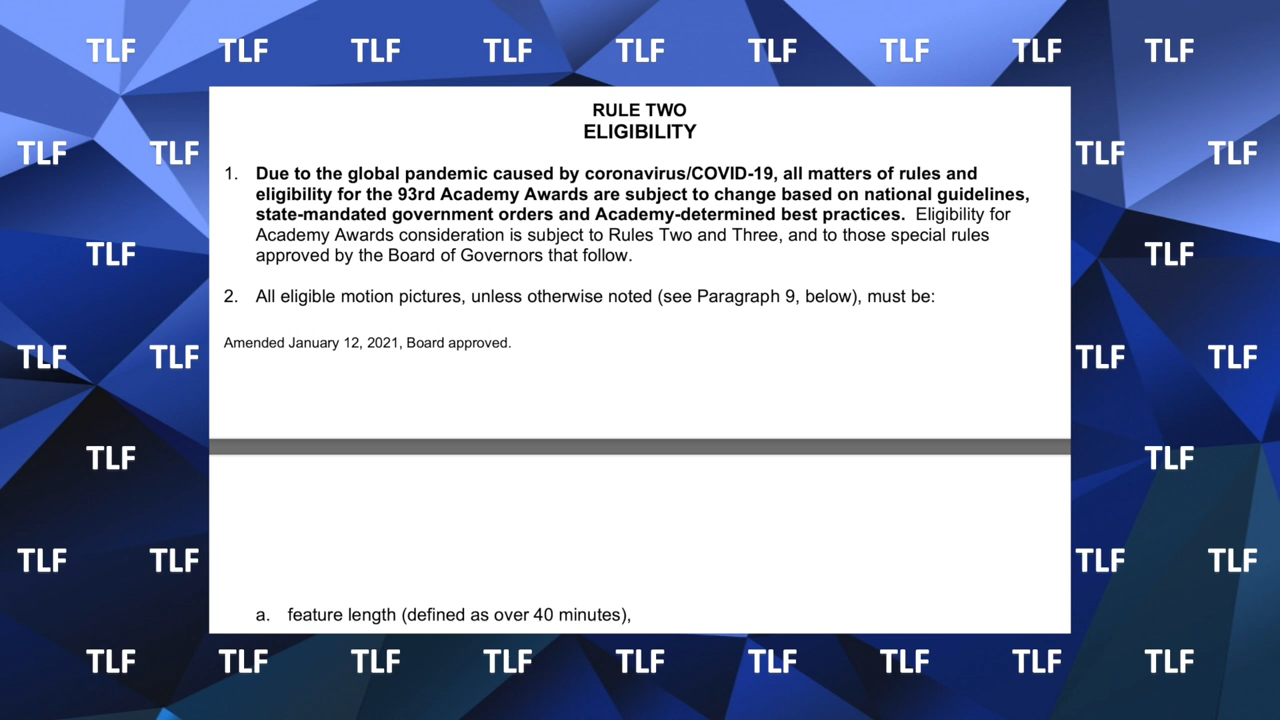 TLF TLF TLF TLF TLF TLF TLF TLF TLF
RULE TWO
ELIGIBILITY
TLF TLF TLF TLF
1. Due to the global pandemic caused by coronavirus/COVID-19, all matters of rules and
eligibility for the 93rd Academy Awards are subject to change based on national guidelines,
state-mandated government orders and Academy-determined best practices. Eligibility for
Academy Awards consideration is subject to Rules Two and Three, and to those special rules
approved by the Board of Governors that follow.
TLF TLF
2. All eligible motion pictures, unless otherwise noted (see Paragraph 9, below), must be:
Amended January 12, 2021, Board approved.
TLF TLF TLF TLF
TLF TLF
TLF TLF TLF TLF
a. feature length (defined as over 40 minutes),
TLF TLF TLF TLF TLF TLF TLF TLF TLF